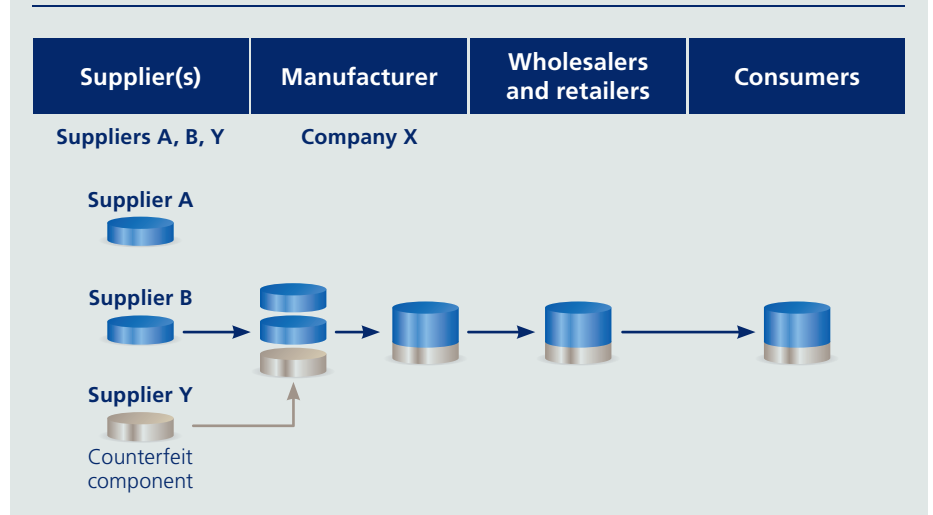 Supplier(s)
Manufacturer
Wholesalers
and retailers
Consumers
Suppliers A, B, Y
Company X
Supplier A
Supplier B
Supplier Y
Counterfeit
component